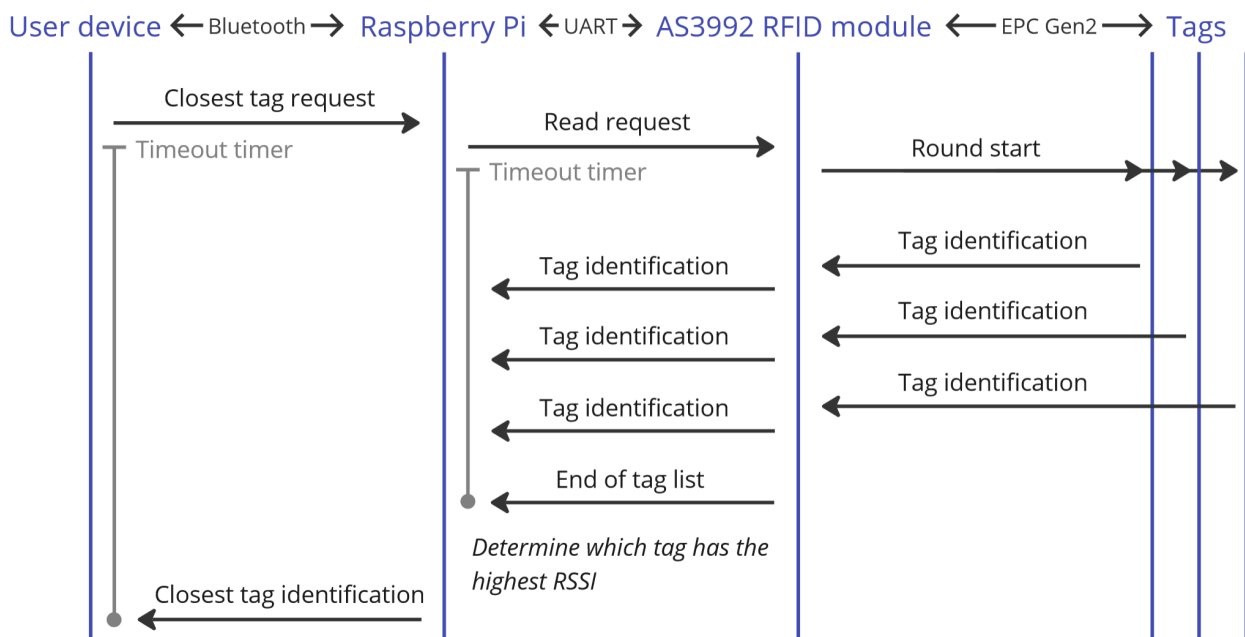 User device Bluetooth Raspberry Pi UART AS3992 RFID module EPC Gen2 Tags
Closest tag request
Read request
Timeout timer
Round start
Timeout timer
Tag identification
Tag identification
Tag identification
Tag identification
Tag identification
Tag identification
End of tag list
Determine which tag has the
highest RSSI
Closest tag identification